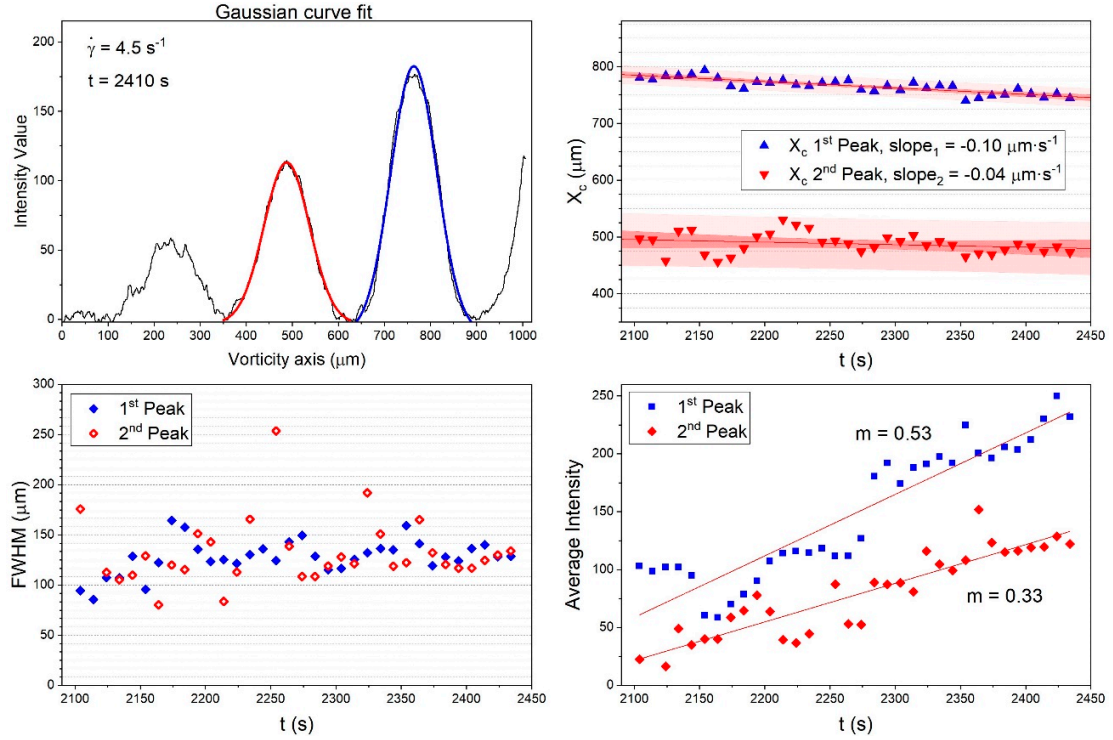 Gaussian curve fit
γ̇ = 4.5 s⁻¹
t = 2410 s
Intensity Value
200
150
100
50
0
0 100 200 300 400 500 600 700 800 900 1000
Vorticity axis (μm)
X_c (μm)
900
800
700
600
500
400
X_c 1st Peak, slope₁ = -0.10 μm·s⁻¹
X_c 2nd Peak, slope₂ = -0.04 μm·s⁻¹
2100 2150 2200 2250 2300 2350 2400 2450
t (s)
FWHM (μm)
300
250
200
150
100
50
0
1st Peak
2nd Peak
2100 2150 2200 2250 2300 2350 2400 2450
t (s)
Average Intensity
250
200
150
100
50
0
1st Peak
2nd Peak
m = 0.53
m = 0.33
2100 2150 2200 2250 2300 2350 2400 2450
t (s)